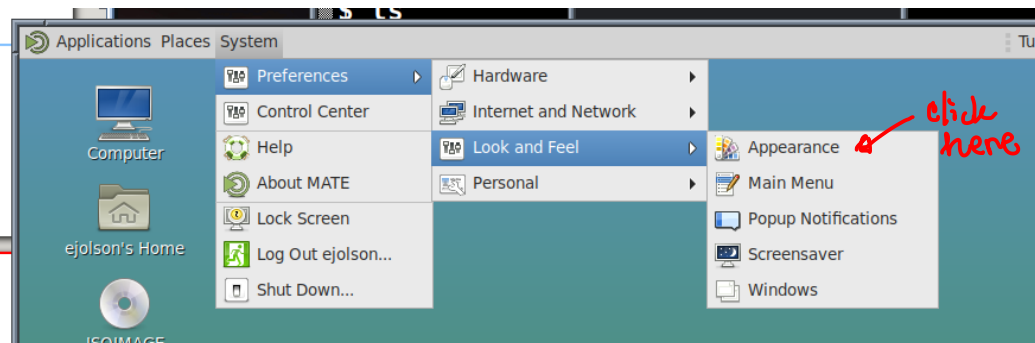 $ ls
Applications Places System
Tu
Preferences
Hardware
Control Center
Internet and Network
click
here
Computer
Help
Look and Feel
Appearance
About MATE
Personal
Main Menu
Lock Screen
Popup Notifications
ejolson's Home
Log Out ejolson...
Screensaver
Shut Down...
Windows
ISOIMAGE